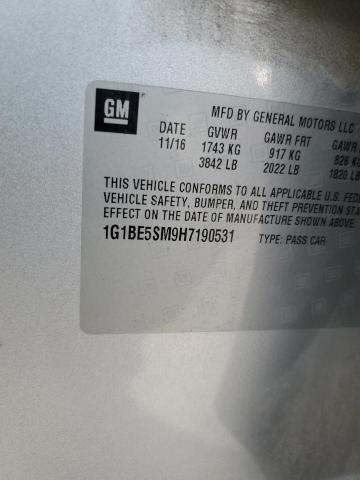 GM
MFD BY GENERAL MOTORS LLC
DATE GVWR GAWR FRT GAWR
11/16 1743 KG 917 KG 826 KG
3842 LB 2022 LB 1820 LB
THIS VEHICLE CONFORMS TO ALL APPLICABLE U.S. FEDE
VEHICLE SAFETY, BUMPER, AND THEFT PREVENTION STA
EFFECT ON THE DATE OF MANUFACTURE SHOWN ABOVE.
1G1BE5SM9H7190531 TYPE: PASS CAR